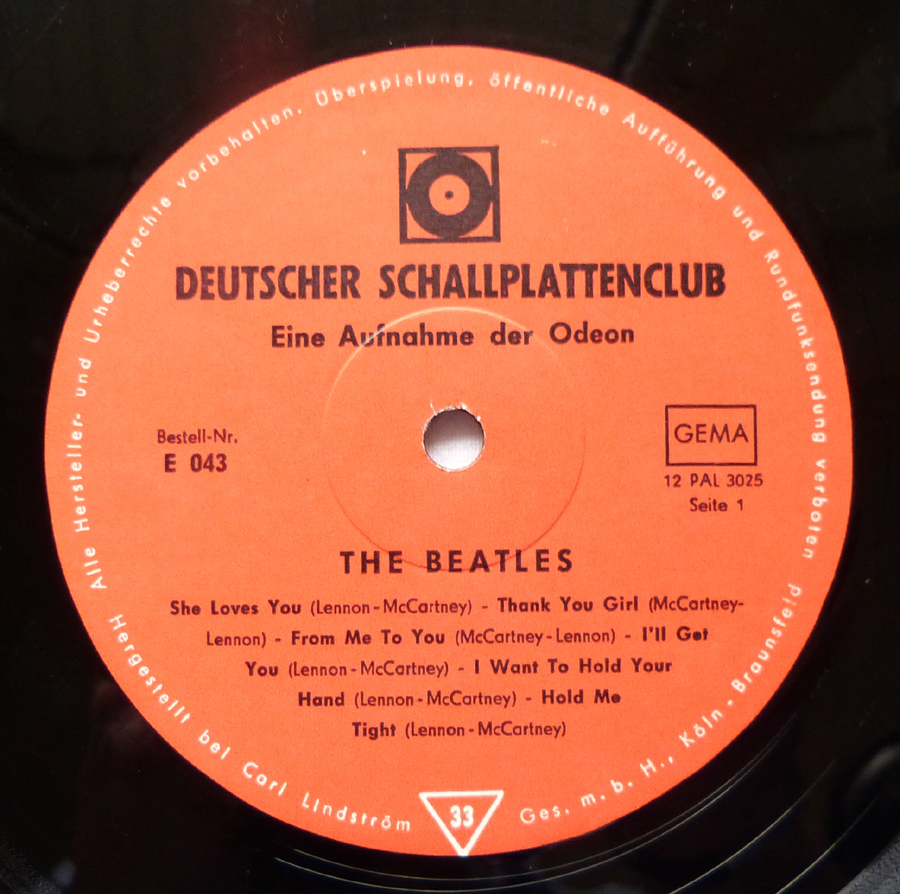 Alle Hersteller- und Urheberrechte vorbehalten. Überspielung, öffentliche Aufführung und Rundfunksendung verboten
DEUTSCHER SCHALLPLATTENCLUB
Eine Aufnahme der Odeon
Bestell-Nr.
E 043
GEMA
12 PAL 3025
Seite 1
THE BEATLES
She Loves You (Lennon-McCartney) - Thank You Girl (McCartney-
Lennon) - From Me To You (McCartney-Lennon) - I'll Get
You (Lennon-McCartney) - I Want To Hold Your
Hand (Lennon-McCartney) - Hold Me
Tight (Lennon-McCartney)
Hergestellt bei Carl Lindström Ges. m. b. H., Köln-Braunsfeld
33